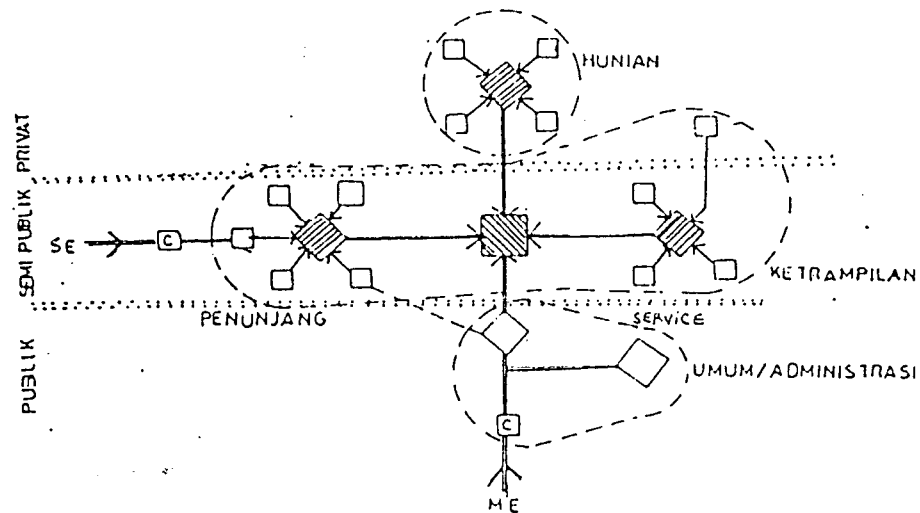 HUNIAN
PRIVAT
SEMI PUBLIK
PUBLIK
SE
C
KETRAMPILAN
PENUNJANG
SERVICE
UMUM/ADMINISTRASI
C
ME